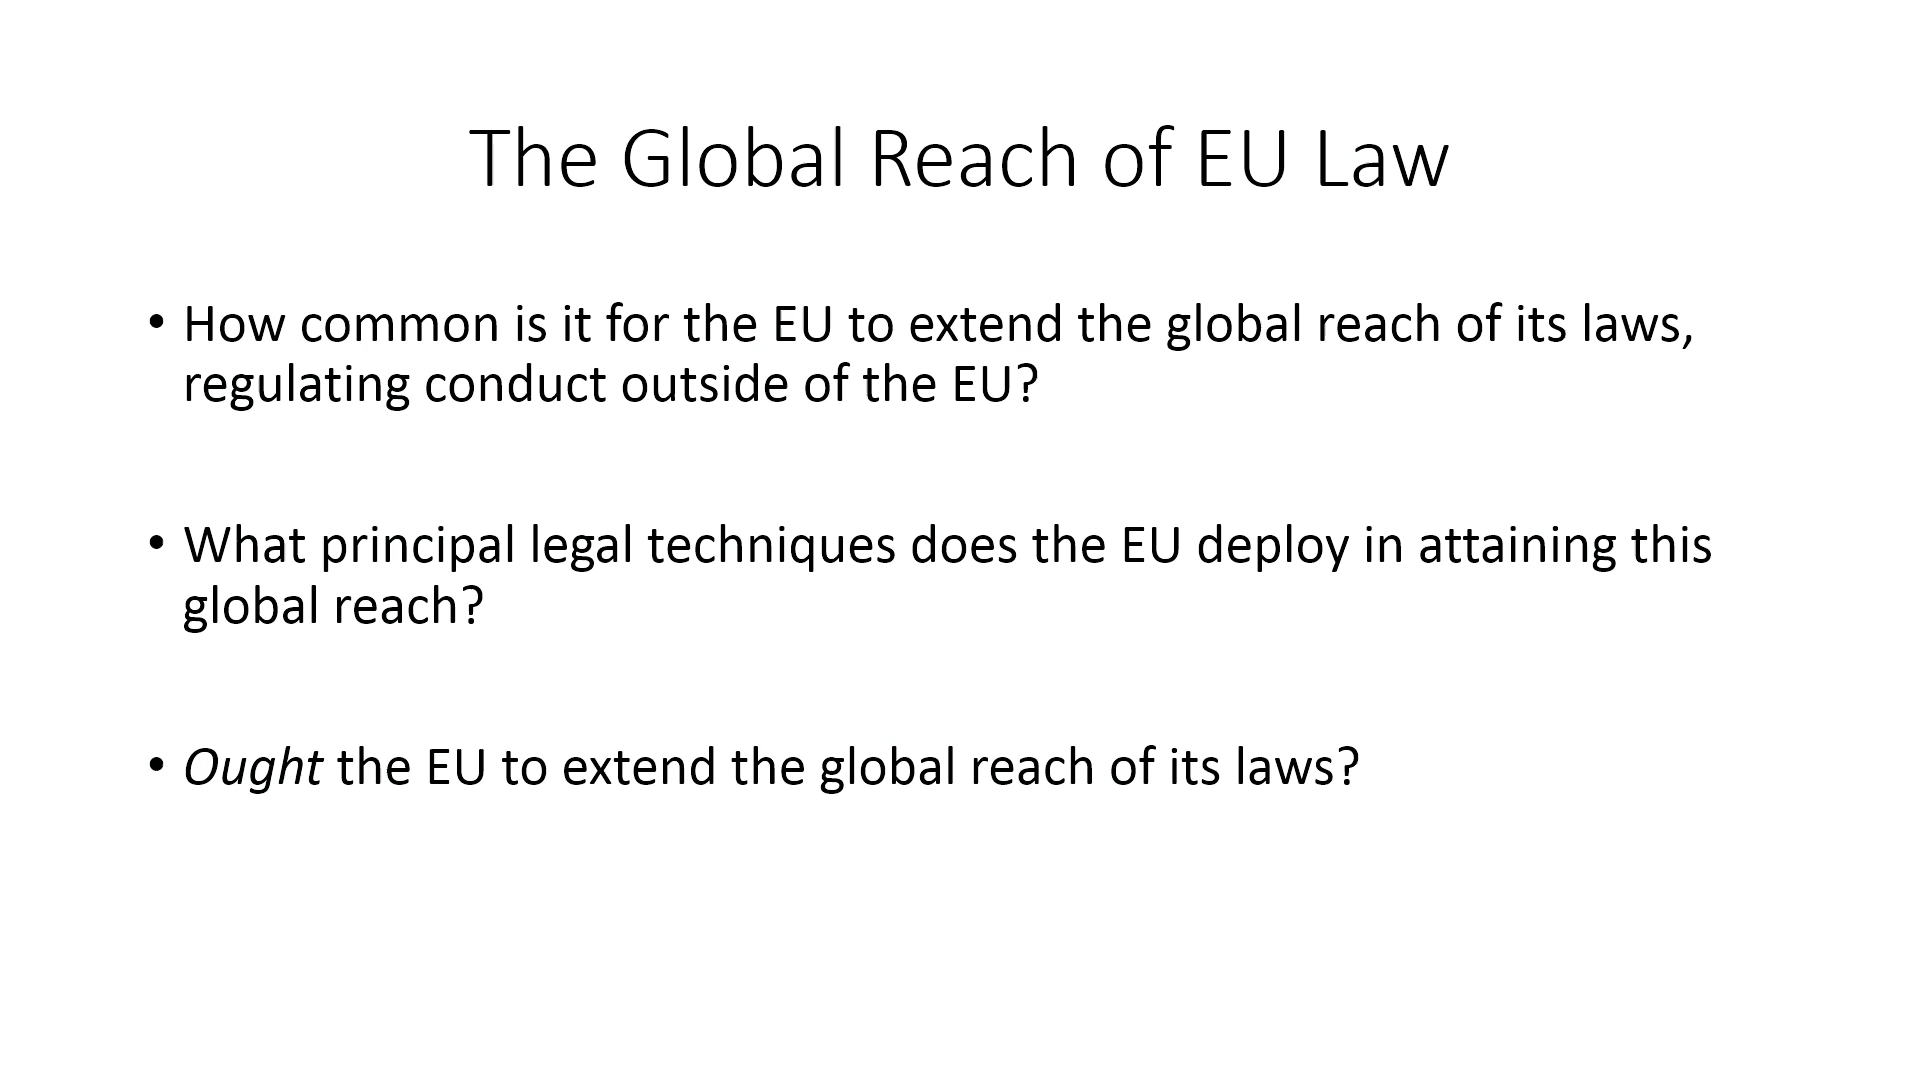 The Global Reach of EU Law
• How common is it for the EU to extend the global reach of its laws,
regulating conduct outside of the EU?
• What principal legal techniques does the EU deploy in attaining this
global reach?
• Ought the EU to extend the global reach of its laws?